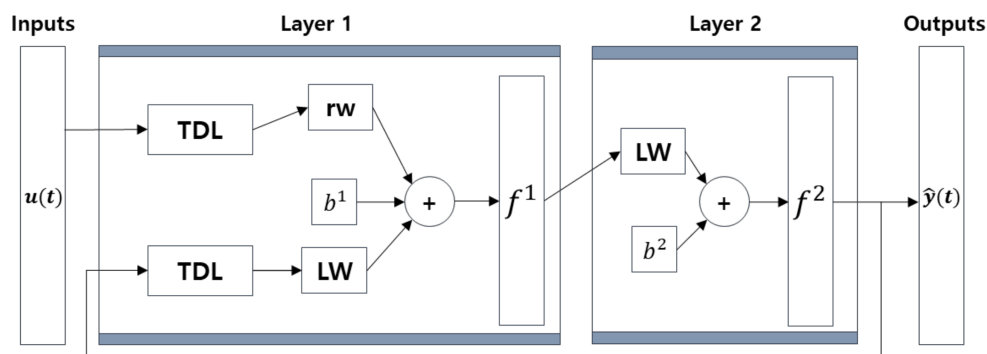 Inputs
Layer 1
Layer 2
Outputs
u(t)
TDL
rw
b¹
+
f¹
TDL
LW
LW
+
b²
f²
ŷ(t)